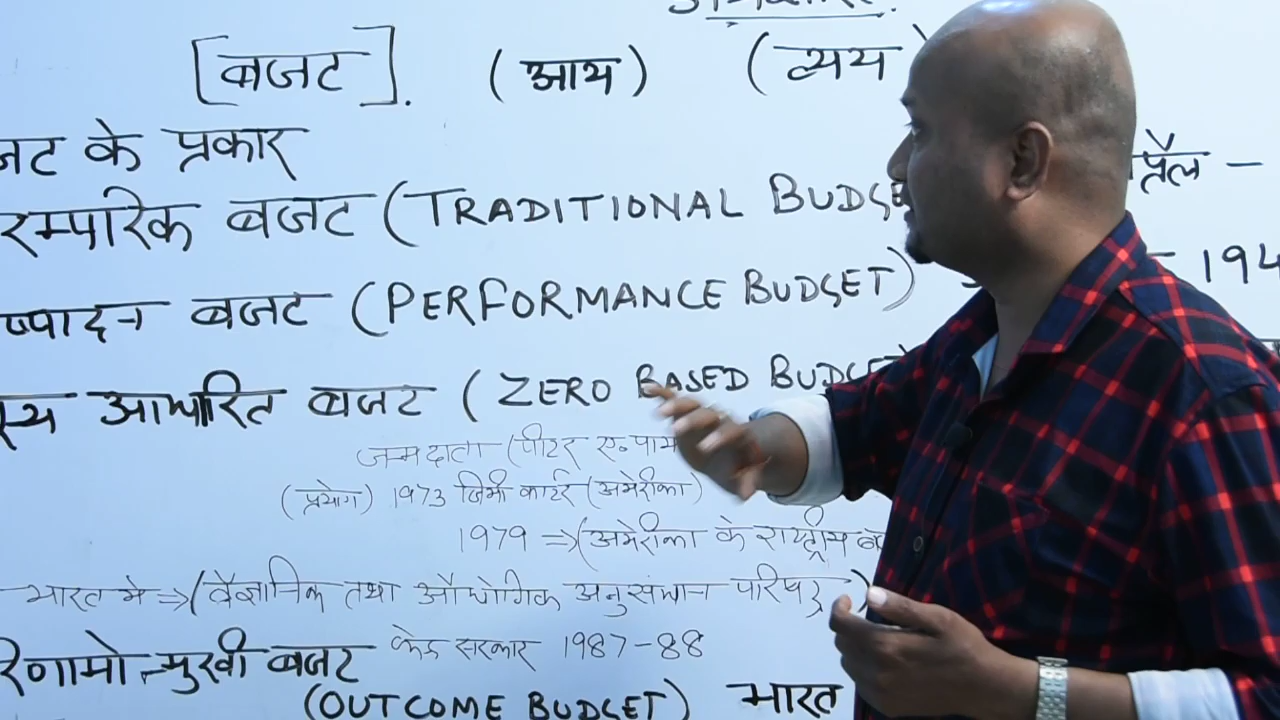 [बजट]. (आय) (व्यय)
जट के प्रकार
प्रैल -
रम्परिक बजट (TRADITIONAL BUDGE
ष्पादन बजट (PERFORMANCE BUDGET)
194
आधारित बजट (ZERO BASED BUDGET)
जन्मदाता (पीटर ए. पाय
(प्रयोग) 1973 जिमी कार्टर (अमेरीका)
1979 ⇒ (अमेरीका के राष्ट्रीय
भारत मे ⇒ (वैज्ञानिक तथा औधोगिक अनुसंधान परिषद्)
केंद्र सरकार 1987-88
रिणामोन्मुखी बजट
(OUTCOME BUDGET) भारत